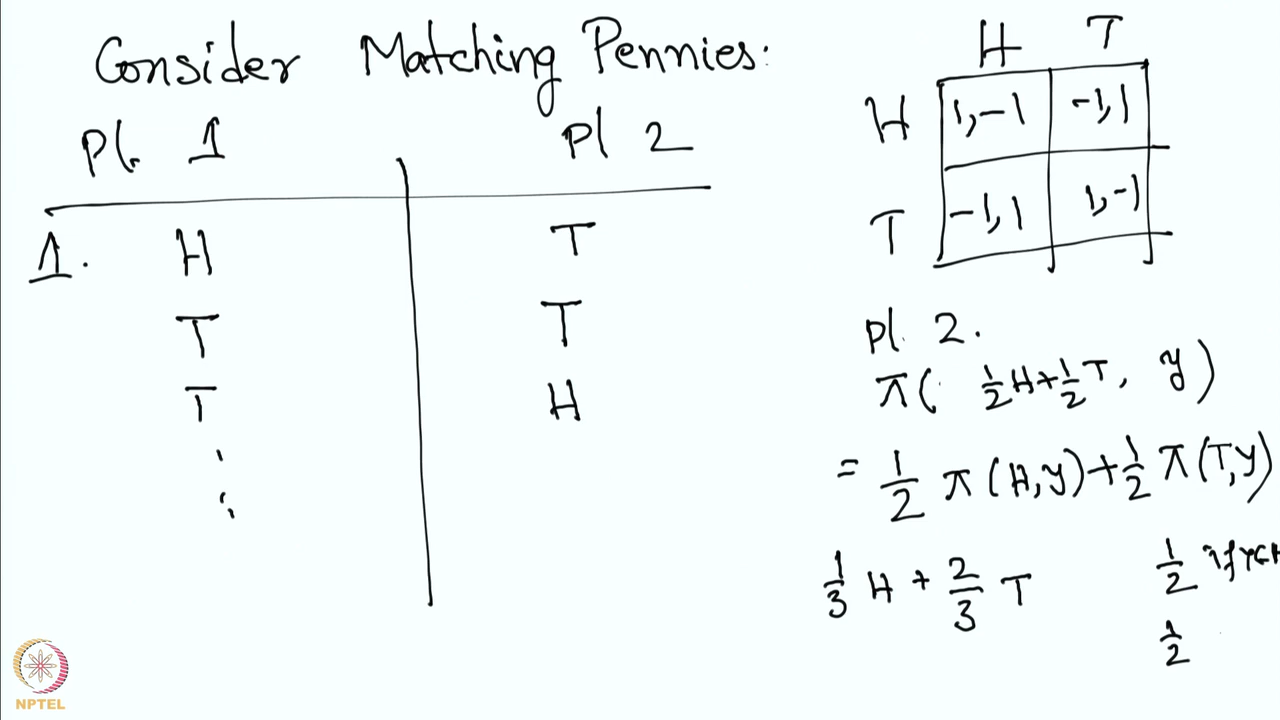 Consider Matching Pennies:
Pl. 1 Pl 2
1. H T
T T
T H
H T
H 1,-1 -1,1
T -1,1 1,-1
Pl. 2.
π( 1/2 H + 1/2 T, y)
= 1/2 π(H,y) + 1/2 π(T,y)
1/3 H + 2/3 T
1/2 if
1/2
NPTEL